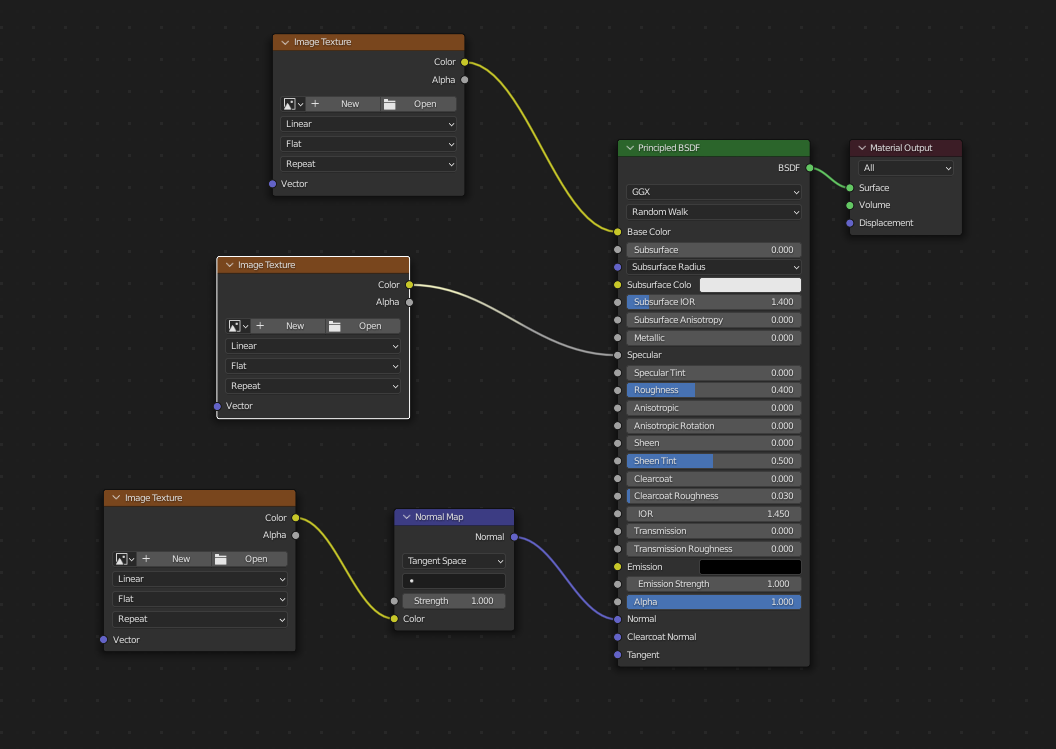 Image Texture
Color
Alpha
New Open
Linear
Flat
Repeat
Vector
Image Texture
Color
Alpha
New Open
Linear
Flat
Repeat
Vector
Image Texture
Color
Alpha
New Open
Linear
Flat
Repeat
Vector
Normal Map
Normal
Tangent Space
Strength 1.000
Color
Principled BSDF
BSDF
GGX
Random Walk
Base Color
Subsurface 0.000
Subsurface Radius
Subsurface Colo
Subsurface IOR 1.400
Subsurface Anisotropy 0.000
Metallic 0.000
Specular
Specular Tint 0.000
Roughness 0.400
Anisotropic 0.000
Anisotropic Rotation 0.000
Sheen 0.000
Sheen Tint 0.500
Clearcoat 0.000
Clearcoat Roughness 0.030
IOR 1.450
Transmission 0.000
Transmission Roughness 0.000
Emission
Emission Strength 1.000
Alpha 1.000
Normal
Clearcoat Normal
Tangent
Material Output
All
Surface
Volume
Displacement